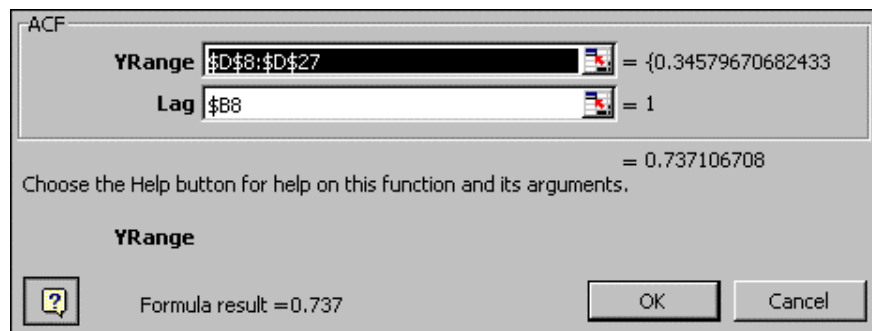 ACF
YRange $D$8:$D$27 = {0.34579670682433
Lag $B8 = 1
= 0.737106708
Choose the Help button for help on this function and its arguments.
YRange
Formula result =0.737
OK Cancel